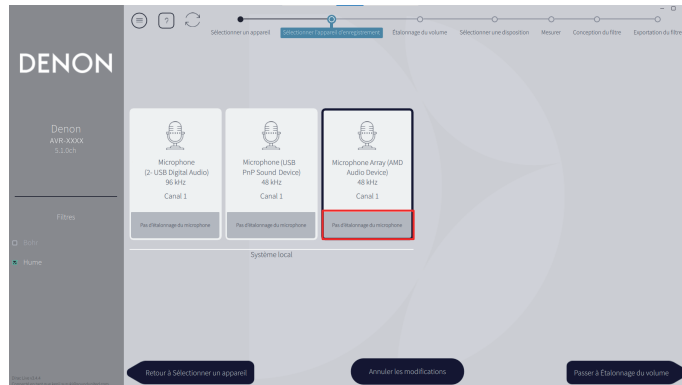 ?
Sélectionner un appareil
Sélectionner l'appareil d'enregistrement
Étalonnage du volume
Sélectionner une disposition
Mesurer
Conception du filtre
Exportation du filtre
DENON
Denon
AVR-XXXX
5.1.0ch
Filtres
Hume
Microphone
(2- USB Digital Audio)
96 kHz
Canal 1
Pas d'étalonnage du microphone
Microphone (USB
PnP Sound Device)
48 kHz
Canal 1
Pas d'étalonnage du microphone
Microphone Array (AMD
Audio Device)
48 kHz
Canal 1
Pas d'étalonnage du microphone
Système local
Retour à Sélectionner un appareil
Annuler les modifications
Passer à Étalonnage du volume